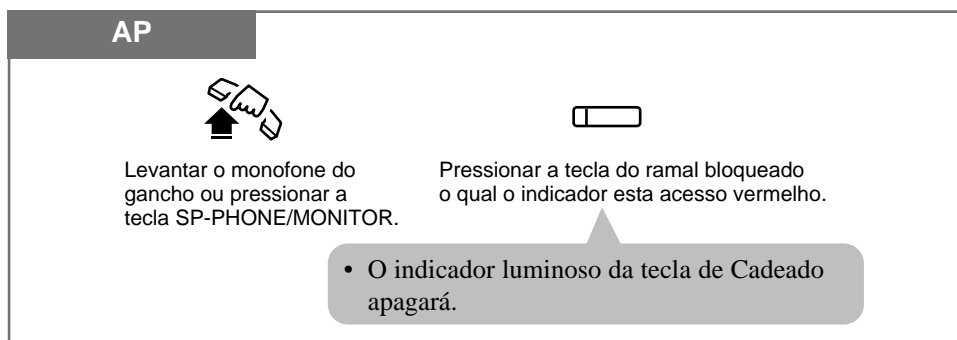 AP
Levantar o monofone do
gancho ou pressionar a
tecla SP-PHONE/MONITOR.
Pressionar a tecla do ramal bloqueado
o qual o indicador esta acesso vermelho.
• O indicador luminoso da tecla de Cadeado
apagará.